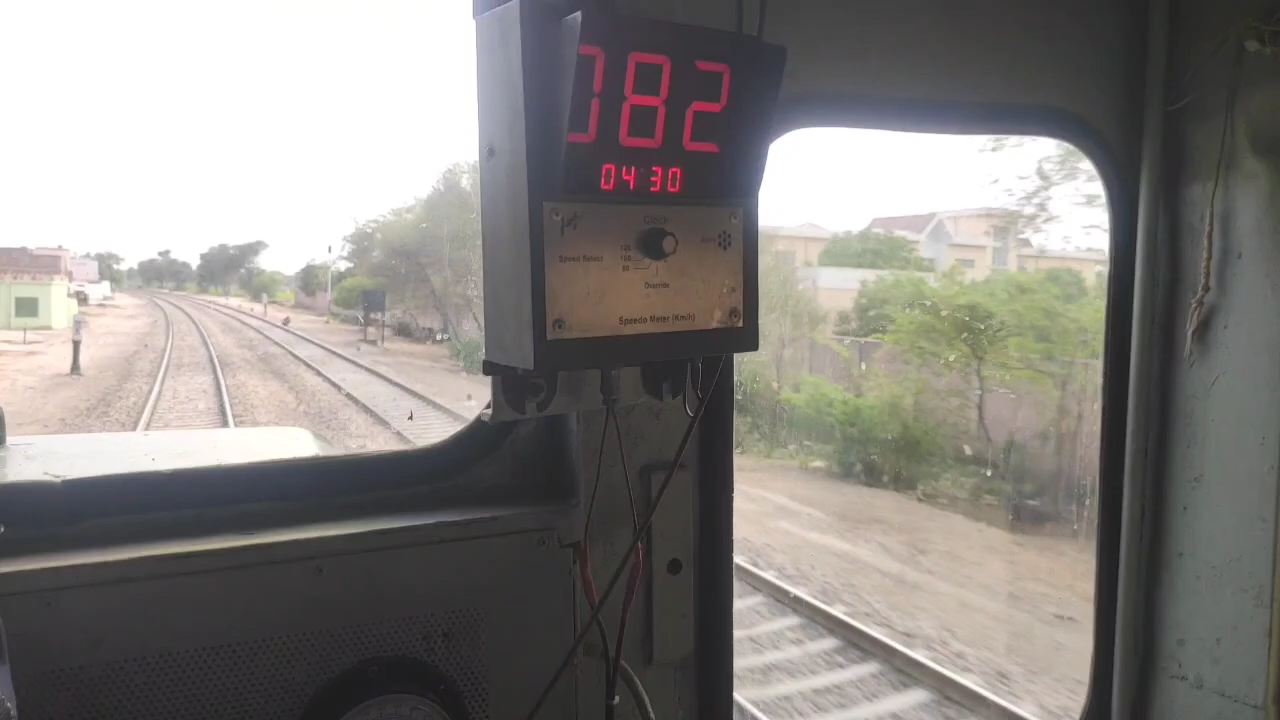 082
04:30
Clock
120
Speed Select
100
80
Override
Speedo Meter (Km/h)